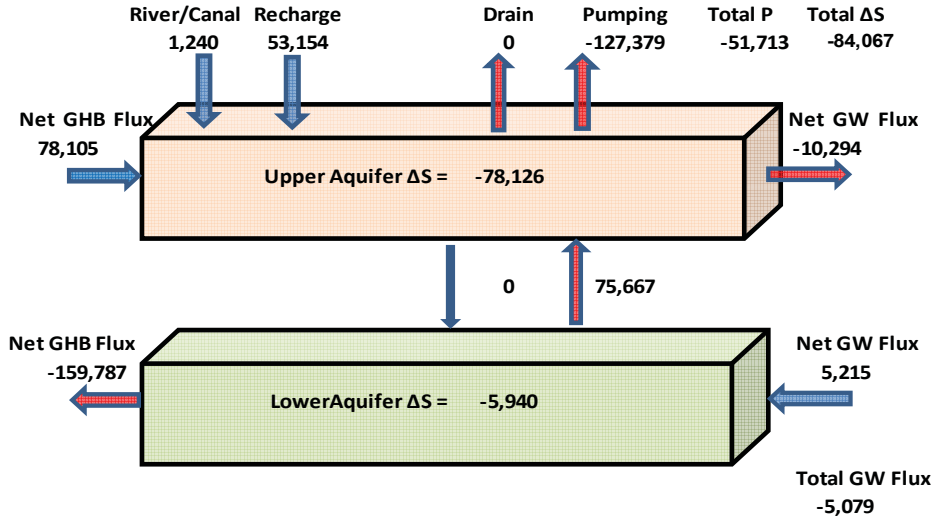 River/Canal Recharge Drain Pumping Total P Total ΔS
1,240 53,154 0 -127,379 -51,713 -84,067
Net GHB Flux Net GW Flux
78,105 -10,294
Upper Aquifer ΔS = -78,126
0 75,667
Net GHB Flux Net GW Flux
-159,787 5,215
LowerAquifer ΔS = -5,940
Total GW Flux
-5,079